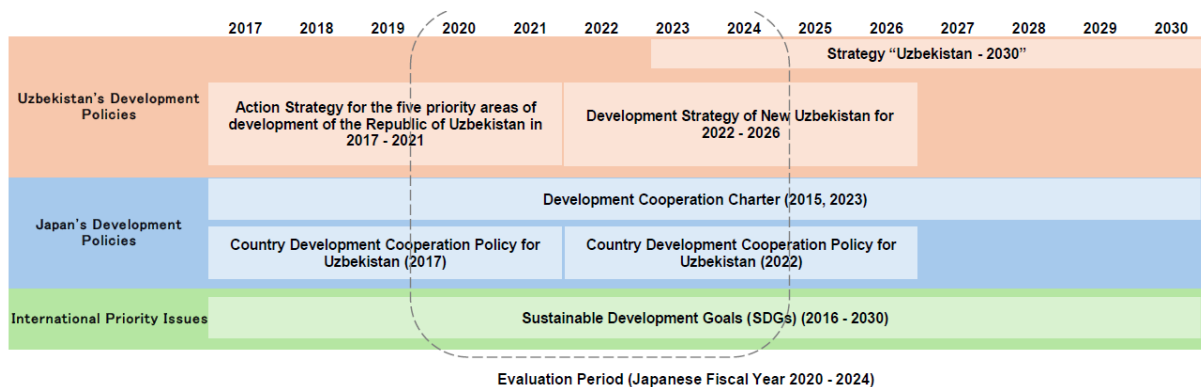 2017 2018 2019 2020 2021 2022 2023 2024 2025 2026 2027 2028 2029 2030
Strategy “Uzbekistan - 2030”
Uzbekistan's Development
Policies
Action Strategy for the five priority areas of
development of the Republic of Uzbekistan in
2017 - 2021
Development Strategy of New Uzbekistan for
2022 - 2026
Japan's Development
Policies
Development Cooperation Charter (2015, 2023)
Country Development Cooperation Policy for
Uzbekistan (2017)
Country Development Cooperation Policy for
Uzbekistan (2022)
International Priority Issues
Sustainable Development Goals (SDGs) (2016 - 2030)
Evaluation Period (Japanese Fiscal Year 2020 - 2024)